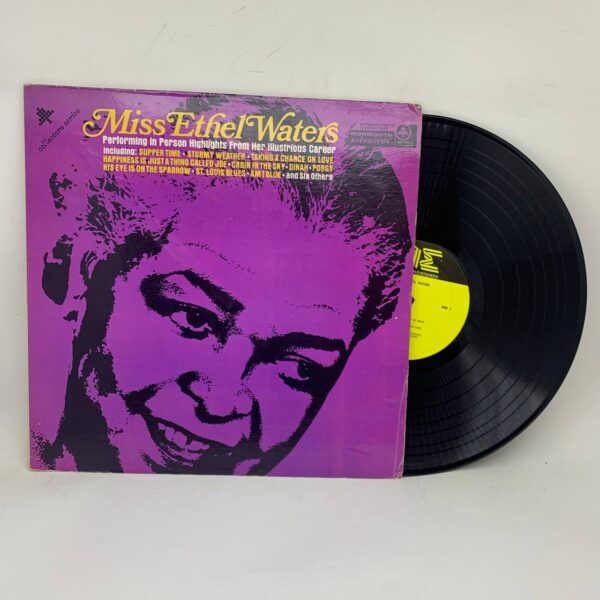 collectors series
Miss Ethel Waters
MONMOUTH
Evergreen
Performing in Person Highlights From Her Illustrious Career
Including: SUPPER TIME • STORMY WEATHER • TAKING A CHANCE ON LOVE
HAPPINESS IS JUST A THING CALLED JOE • CABIN IN THE SKY • DINAH • PORGY
HIS EYE IS ON THE SPARROW • ST. LOUIS BLUES • AM I BLUE • and Six Others